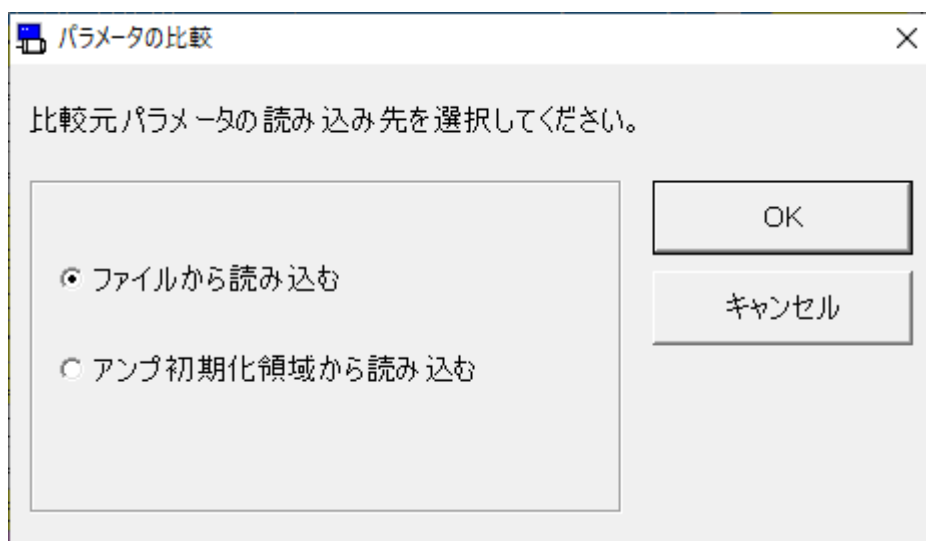 パラメータの比較
比較元パラメータの読み込み先を選択してください。
ファイルから読み込む
アンプ初期化領域から読み込む
OK
キャンセル